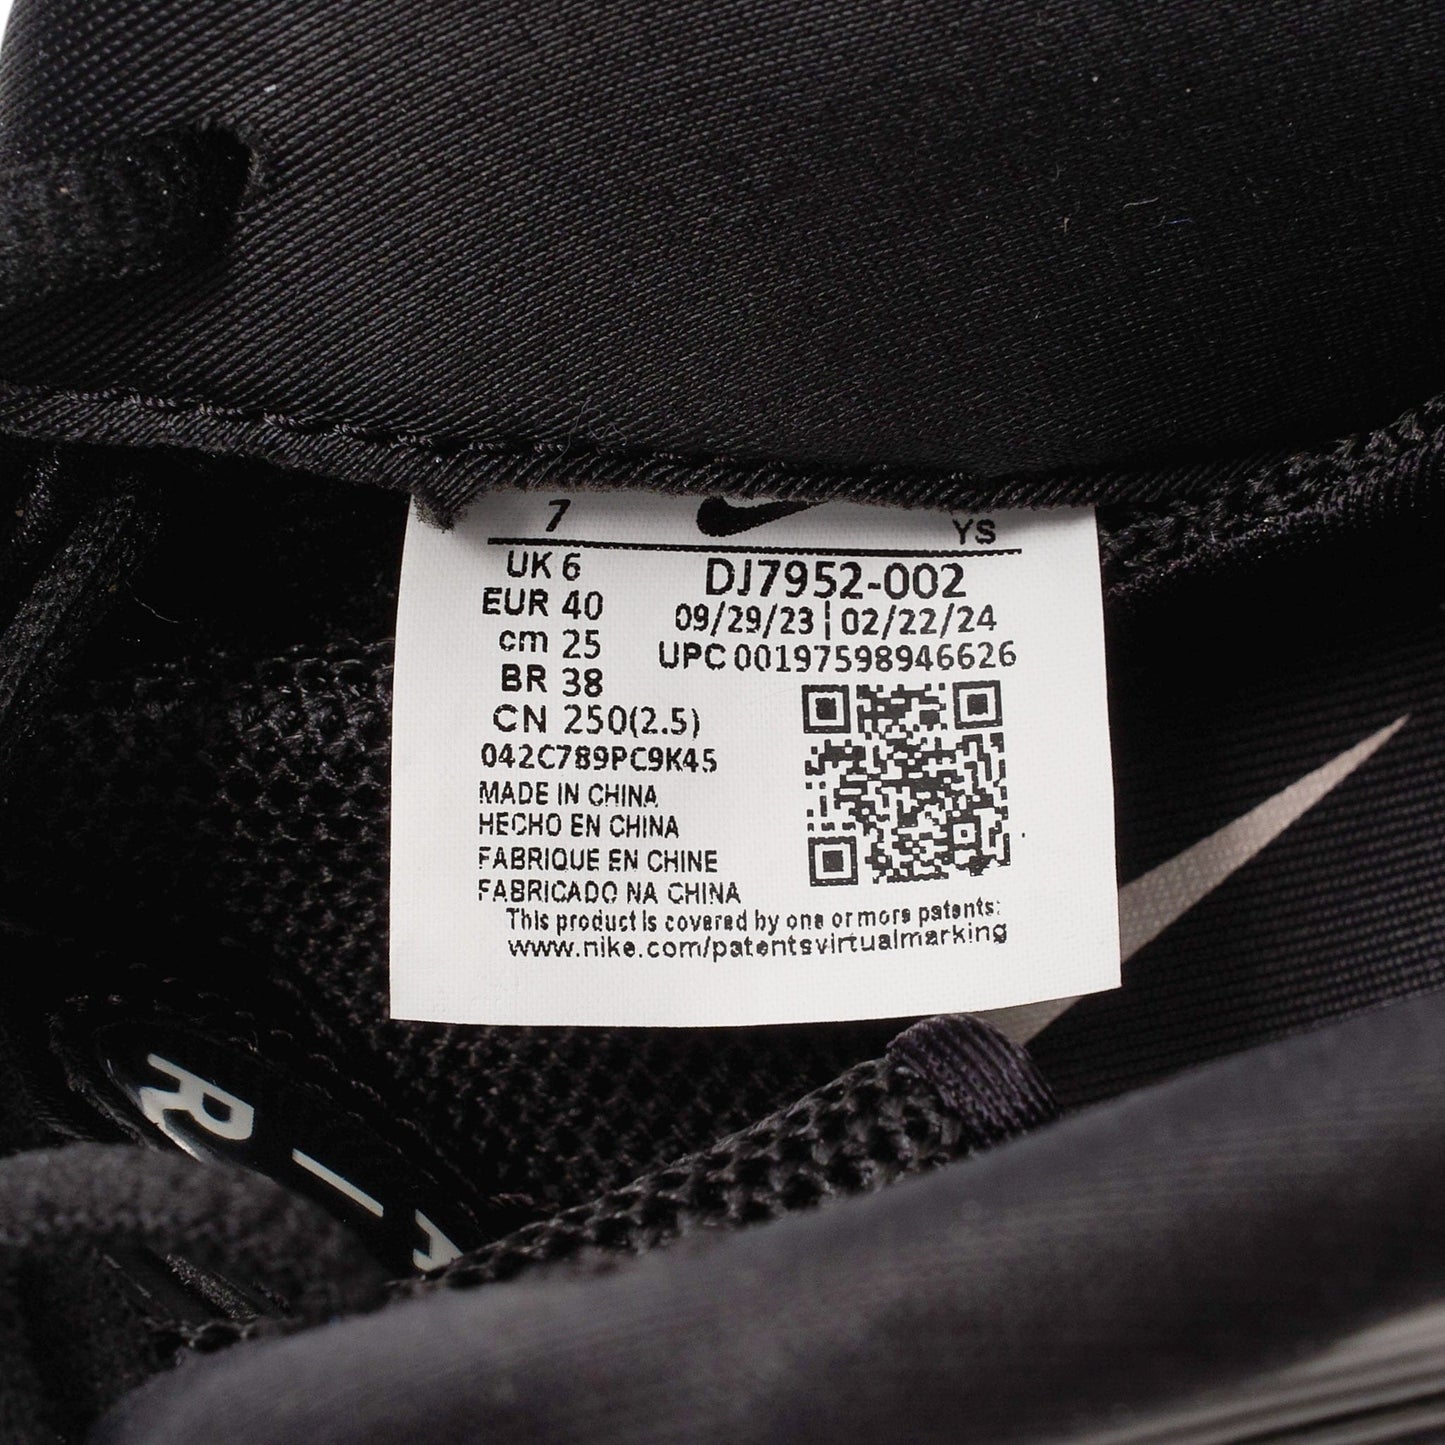 7
YS
UK 6
EUR 40
cm 25
BR 38
CN 250(2.5)
042C789PC9K45
DJ7952-002
09/29/23 | 02/22/24
UPC 00197598946626
MADE IN CHINA
HECHO EN CHINA
FABRIQUE EN CHINE
FABRICADO NA CHINA
This product is covered by one or more patents:
www.nike.com/patentsvirtualmarking